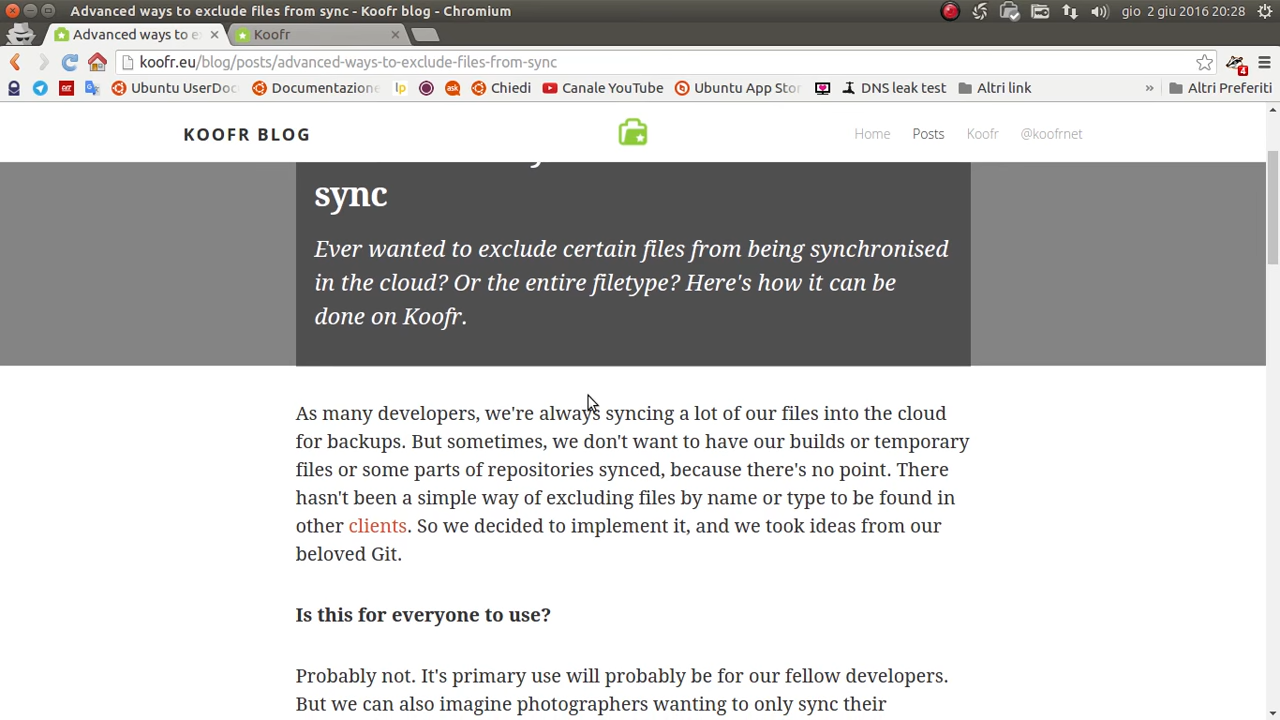 Advanced ways to exclude files from sync - Koofr blog - Chromium
gio 2 giu 2016 20:28
Advanced ways to e
Koofr
koofr.eu/blog/posts/advanced-ways-to-exclude-files-from-sync
4
Ubuntu UserDoc
Documentazione
lp
ask
Chiedi
Canale YouTube
Ubuntu App Stor
DNS leak test
Altri link
»
Altri Preferiti
KOOFR BLOG
Home
Posts
Koofr
@koofrnet
sync
Ever wanted to exclude certain files from being synchronised
in the cloud? Or the entire filetype? Here's how it can be
done on Koofr.
As many developers, we're always syncing a lot of our files into the cloud
for backups. But sometimes, we don't want to have our builds or temporary
files or some parts of repositories synced, because there's no point. There
hasn't been a simple way of excluding files by name or type to be found in
other clients. So we decided to implement it, and we took ideas from our
beloved Git.
Is this for everyone to use?
Probably not. It's primary use will probably be for our fellow developers.
But we can also imagine photographers wanting to only sync their